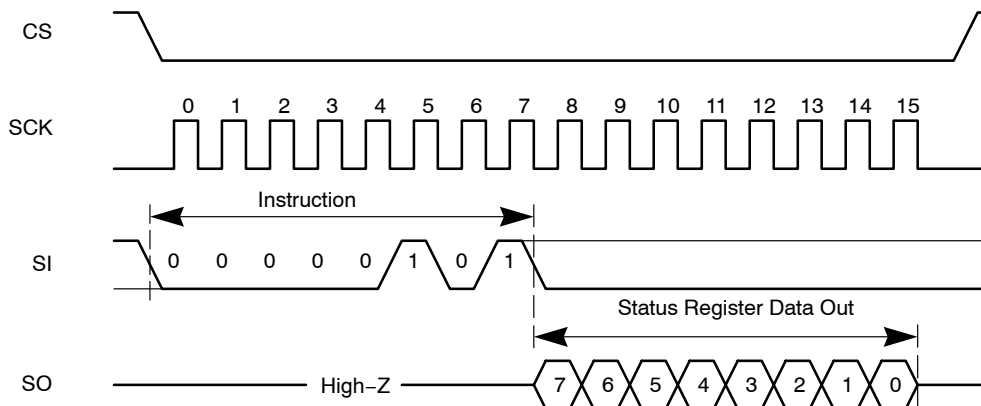 CS
0 1 2 3 4 5 6 7 8 9 10 11 12 13 14 15
SCK
Instruction
SI 0 0 0 0 0 1 0 1
Status Register Data Out
SO High−Z 7 6 5 4 3 2 1 0